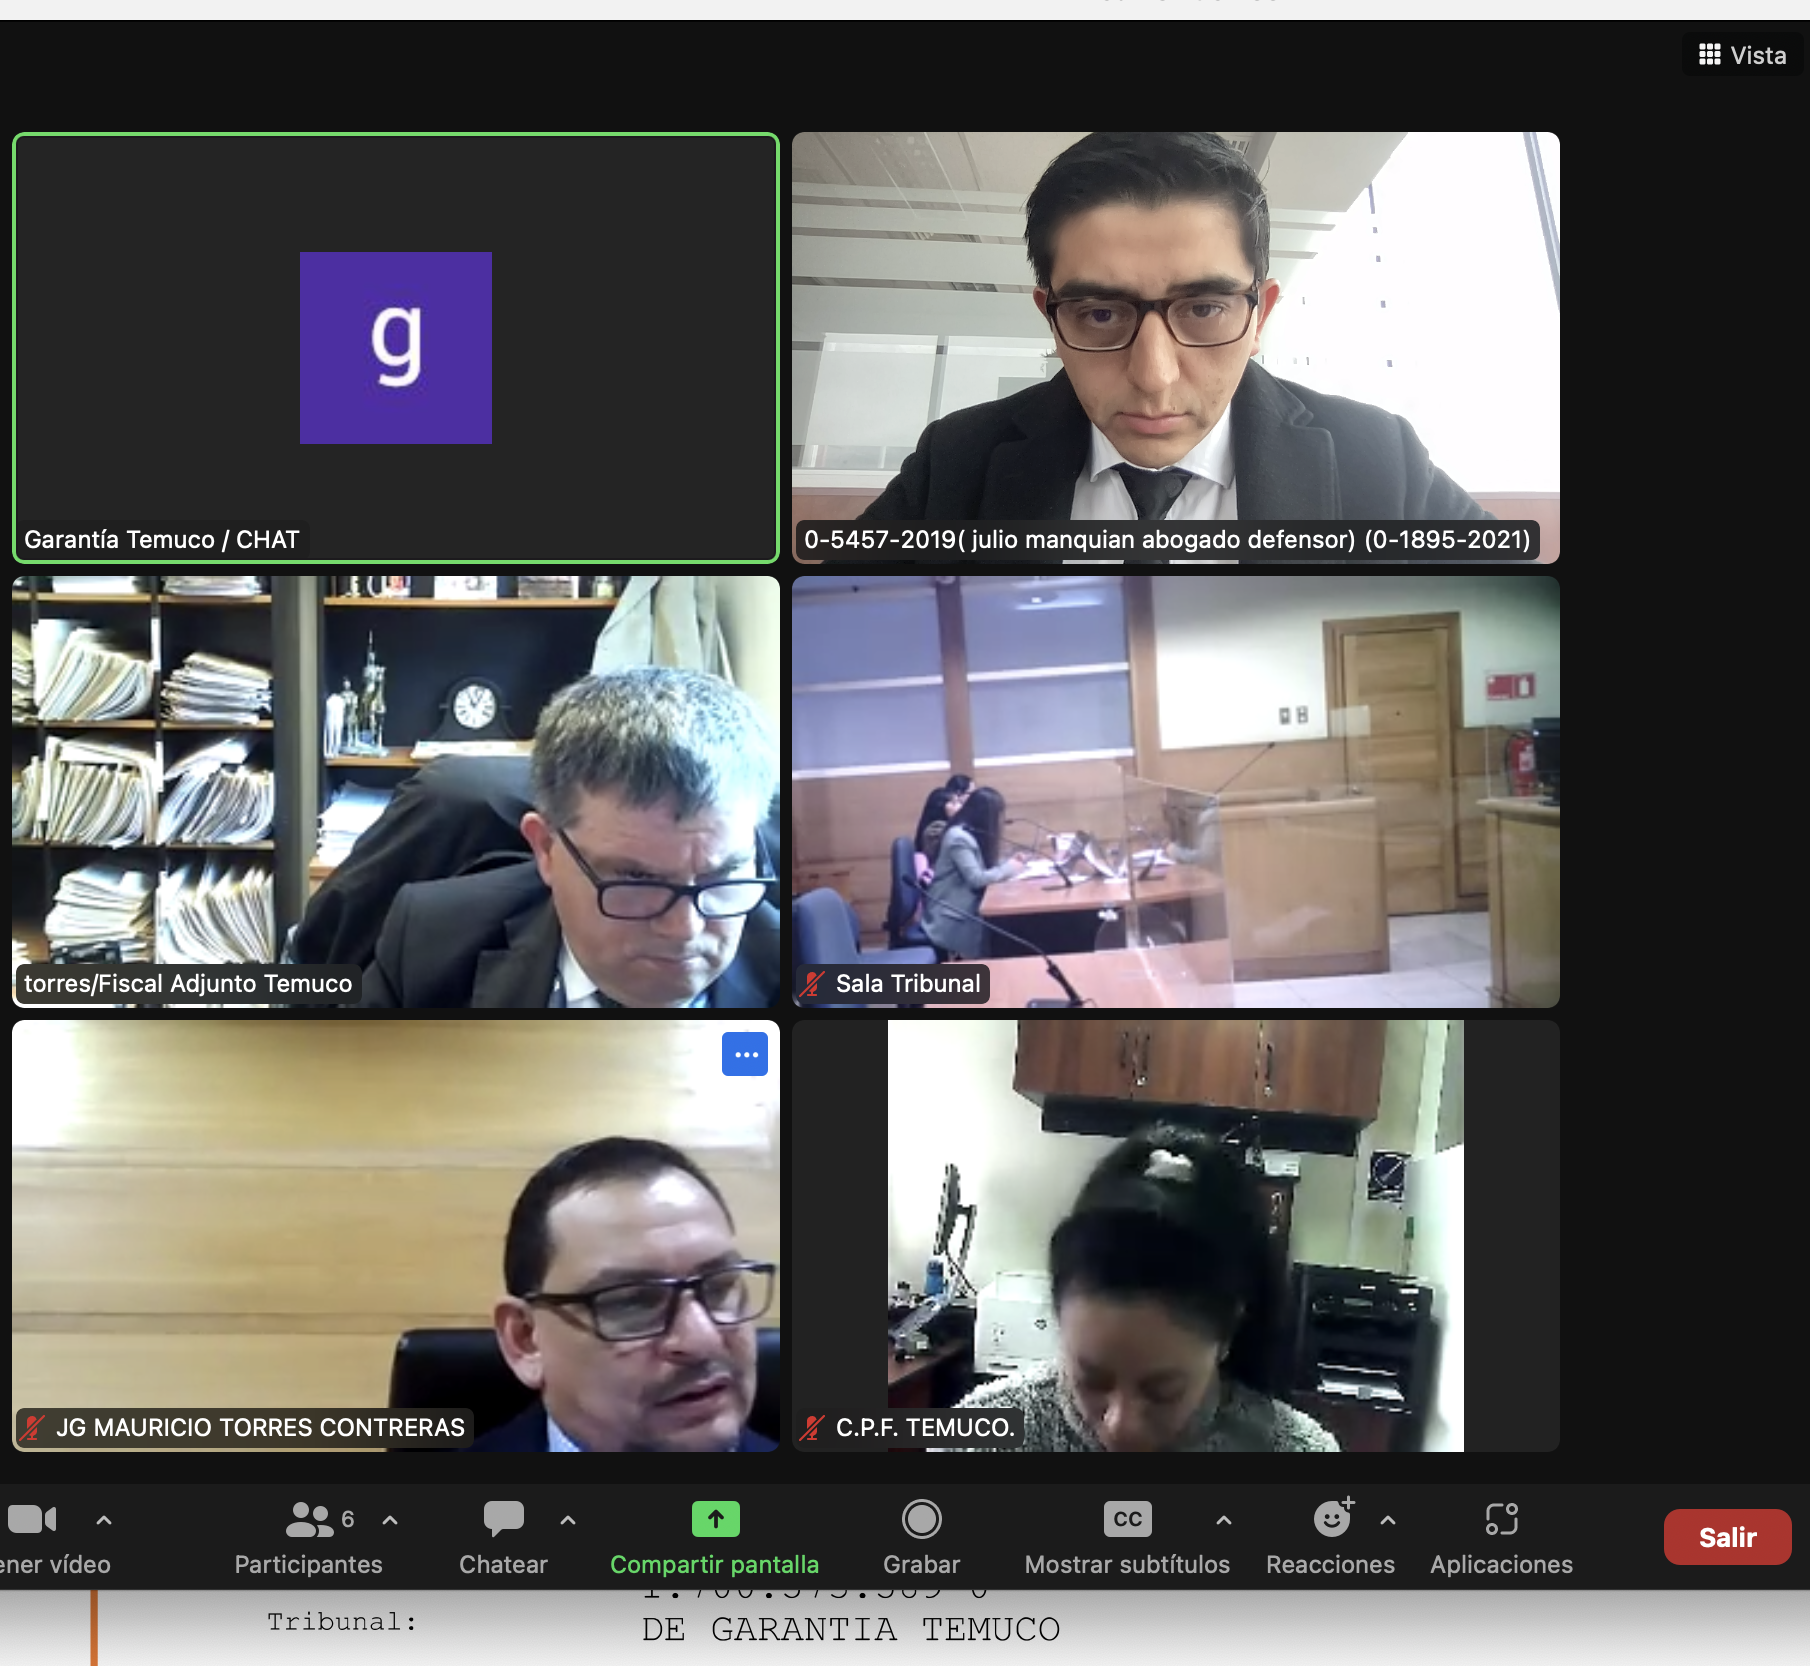 Vista
g
Garantía Temuco / CHAT
0-5457-2019( julio manquian abogado defensor) (0-1895-2021)
torres/Fiscal Adjunto Temuco
Sala Tribunal
JG MAURICIO TORRES CONTRERAS
C.P.F. TEMUCO.
6
CC
ener vídeo
Participantes
Chatear
Compartir pantalla
Grabar
Mostrar subtítulos
Reacciones
Aplicaciones
Salir
Tribunal:
DE GARANTIA TEMUCO